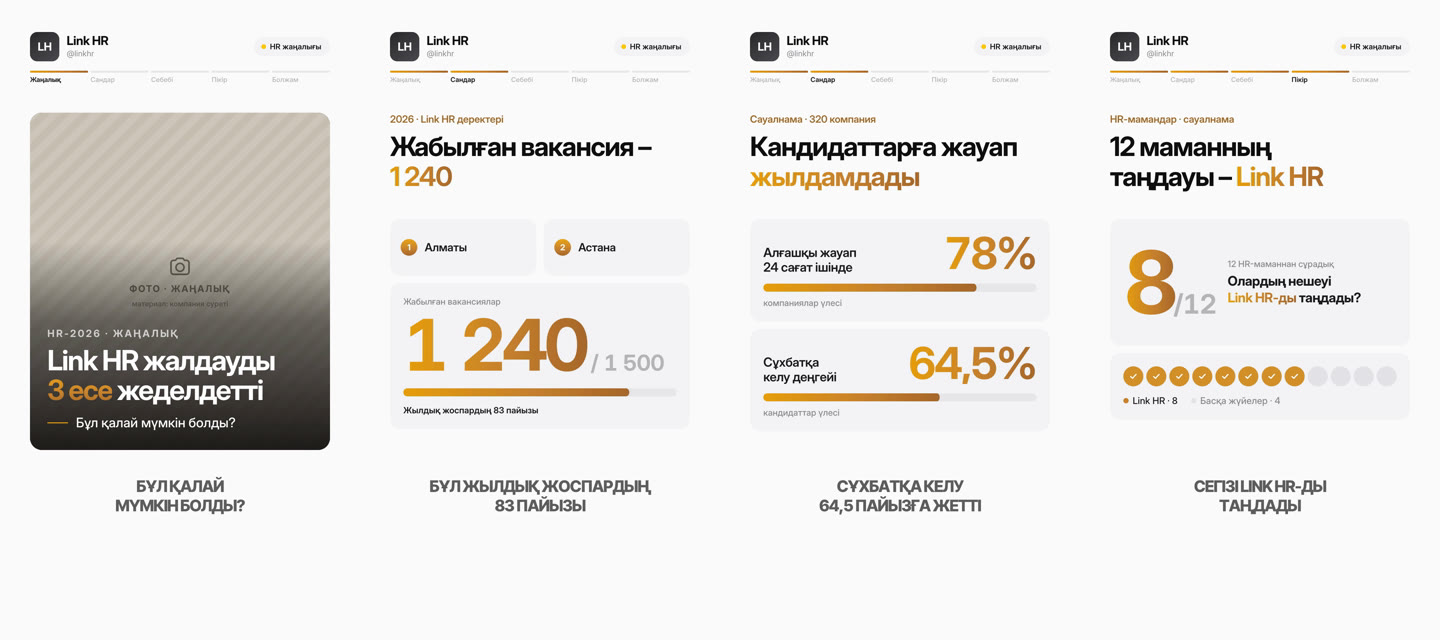 LH
Link HR
@linkhr
HR жаңалығы
Жаңалық
Сандар
Себебі
Пікір
Болжам
ФОТО · ЖАҢАЛЫҚ
материал: компания суреті
HR-2026 · ЖАҢАЛЫҚ
Link HR жалдауды
3 есе жеделдетті
Бұл қалай мүмкін болды?
БҰЛ ҚАЛАЙ
МҮМКІН БОЛДЫ?
LH
Link HR
@linkhr
HR жаңалығы
Жаңалық
Сандар
Себебі
Пікір
Болжам
2026 · Link HR деректері
Жабылған вакансия –
1 240
1 Алматы
2 Астана
Жабылған вакансиялар
1 240 / 1 500
Жылдық жоспардың 83 пайызы
БҰЛ ЖЫЛДЫҚ ЖОСПАРДЫҢ
83 ПАЙЫЗЫ
LH
Link HR
@linkhr
HR жаңалығы
Жаңалық
Сандар
Себебі
Пікір
Болжам
Сауалнама · 320 компания
Кандидаттарға жауап
жылдамдады
Алғашқы жауап
24 сағат ішінде
78%
компаниялар үлесі
Сұхбатқа
келу деңгейі
64,5%
кандидаттар үлесі
СҰХБАТҚА КЕЛУ
64,5 ПАЙЫЗҒА ЖЕТТІ
LH
Link HR
@linkhr
HR жаңалығы
Жаңалық
Сандар
Себебі
Пікір
Болжам
HR-мамандар · сауалнама
12 маманның
таңдауы – Link HR
8/12
12 HR-маманнан сұрадық
Олардың нешеуі
Link HR-ды таңдады?
Link HR · 8
Басқа жүйелер · 4
СЕГІЗІ LINK HR-ДЫ
ТАҢДАДЫ